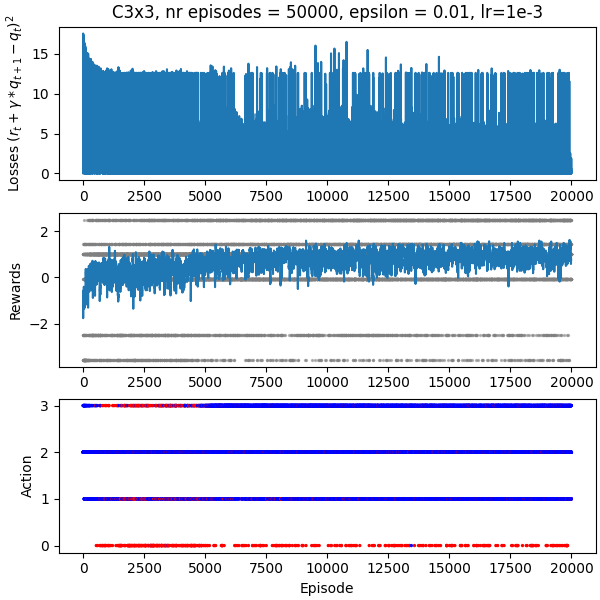 C3x3, nr episodes = 50000, epsilon = 0.01, lr=1e-3
Losses $(r_t + \gamma * q_{t+1} - q_t)^2$
15
10
5
0
0 2500 5000 7500 10000 12500 15000 17500 20000
Rewards
2
0
−2
0 2500 5000 7500 10000 12500 15000 17500 20000
Action
3
2
1
0
0 2500 5000 7500 10000 12500 15000 17500 20000
Episode